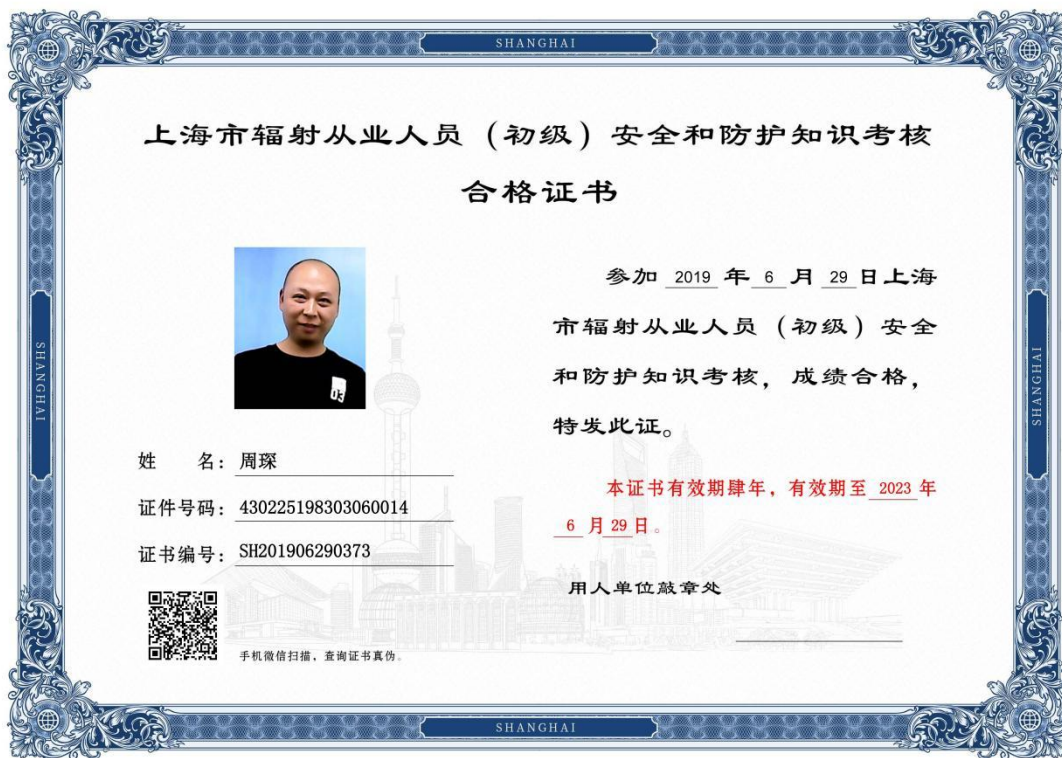 SHANGHAI
上海市辐射从业人员（初级）安全和防护知识考核
合格证书
参加 2019 年 6 月 29 日上海
市辐射从业人员（初级）安全
和防护知识考核，成绩合格，
特发此证。
姓 名：周琛
证件号码：430225198303060014
证书编号：SH201906290373
本证书有效期肆年，有效期至 2023 年
6 月 29 日。
用人单位敲章处
手机微信扫描，查询证书真伪。
SHANGHAI
SHANGHAI
SHANGHAI